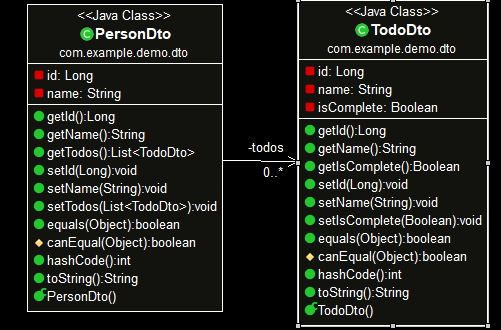 <<Java Class>>
PersonDto
com.example.demo.dto
id: Long
name: String
getId():Long
getName():String
getTodos():List<TodoDto>
setId(Long):void
setName(String):void
setTodos(List<TodoDto>):void
equals(Object):boolean
canEqual(Object):boolean
hashCode():int
toString():String
PersonDto()
-todos
0..*
<<Java Class>>
TodoDto
com.example.demo.dto
id: Long
name: String
isComplete: Boolean
getId():Long
getName():String
getIsComplete():Boolean
setId(Long):void
setName(String):void
setIsComplete(Boolean):void
equals(Object):boolean
canEqual(Object):boolean
hashCode():int
toString():String
TodoDto()